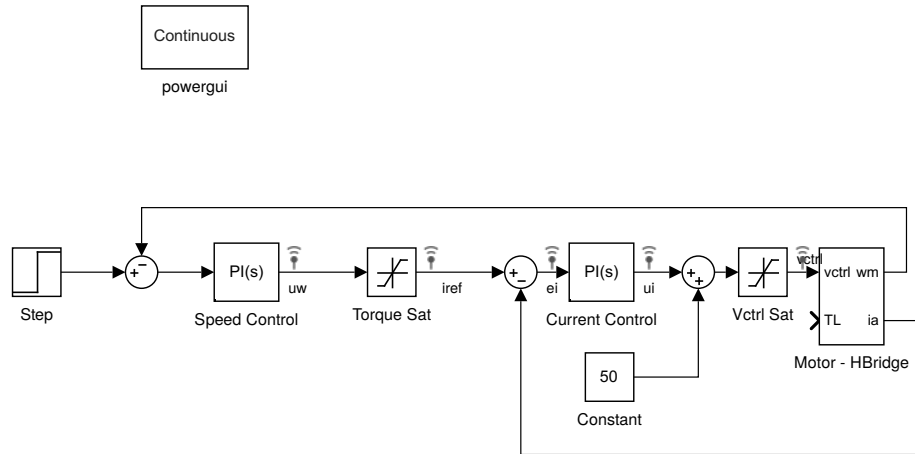 Continuous
powergui
vctrl
+ −
PI(s)
+ −
PI(s)
+ +
vctrl wm
TL ia
Step
Speed Control
uw
Torque Sat
iref
ei
Current Control
ui
Vctrl Sat
Motor - HBridge
50
Constant